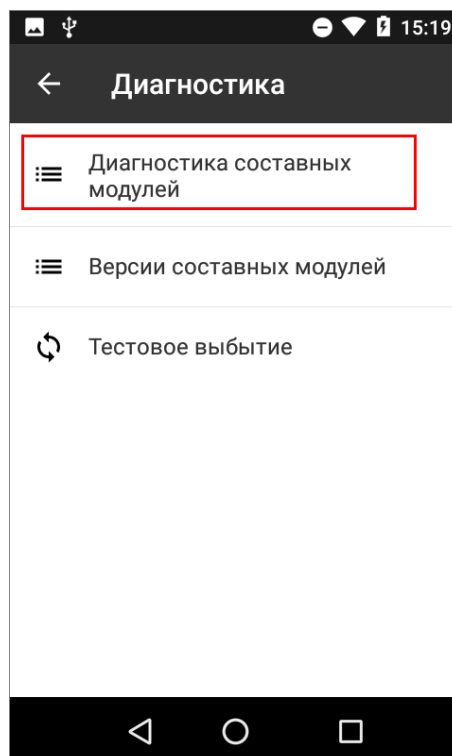 15:19
Диагностика
Диагностика составных
модулей
Версии составных модулей
Тестовое выбытие